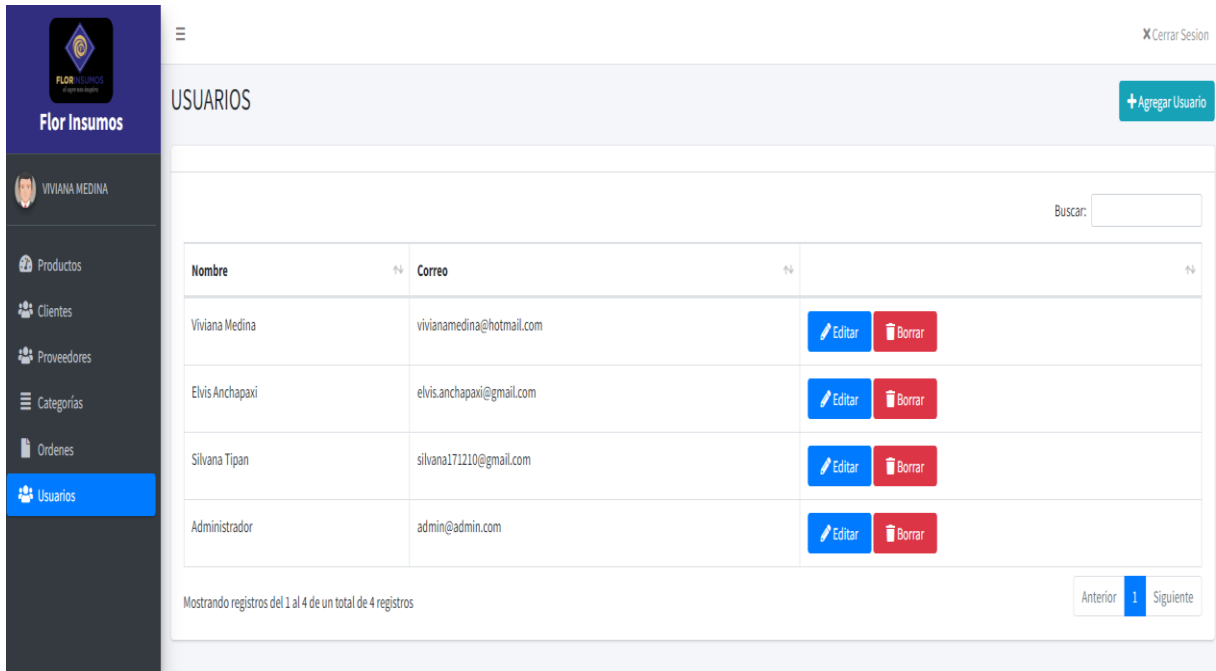 FLORINSUMOS
Flor Insumos
VIVIANA MEDINA
Productos
Clientes
Proveedores
Categorías
Ordenes
Usuarios
Cerrar Sesion
USUARIOS
Agregar Usuario
Buscar:
Nombre Correo
Viviana Medina vivianamedina@hotmail.com Editar Borrar
Elvis Anchapaxi elvis.anchapaxi@gmail.com Editar Borrar
Silvana Tipan silvana171210@gmail.com Editar Borrar
Administrador admin@admin.com Editar Borrar
Mostrando registros del 1 al 4 de un total de 4 registros
Anterior 1 Siguiente